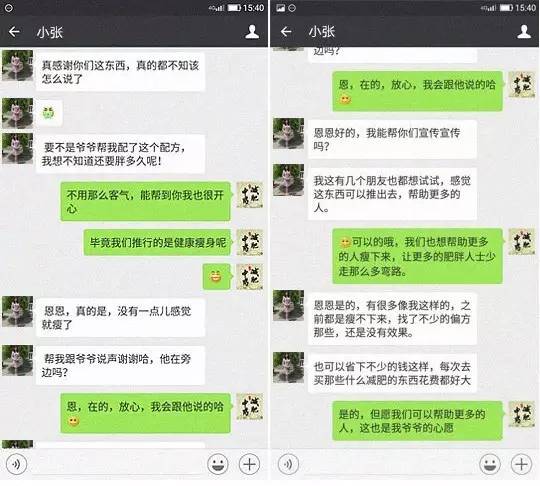 4G 15:40
小张
真感谢你们这东西，真的都不知该
怎么说了
要不是爷爷帮我配了这个配方，
我想不知道还要胖多久呢！
不用那么客气，能帮到你我也很开
心
毕竟我们推行的是健康瘦身呢
恩恩，真的是，没有一点儿感觉
就瘦了
帮我跟爷爷说声谢谢哈，他在旁
边吗？
恩，在的，放心，我会跟他说的哈
4G 15:40
小张
边吗？
恩，在的，放心，我会跟他说的哈
恩恩好的，我能帮你们宣传宣传
吗？
我这有几个朋友也都想试试，感觉
这东西可以推出去，帮助更多的
人。
可以的哦，我们也想帮助更多
的人瘦下来，让更多的肥胖人士少
走那么多弯路。
恩恩是的，有很多像我这样的，之
前都是瘦不下来，找了不少的偏方
那些，还是没有效果。
也可以省下不少的钱这样，每次去
买那些什么减肥的东西花费都好大
是的，但愿我们可以帮助更多的
人，这也是我爷爷的心愿